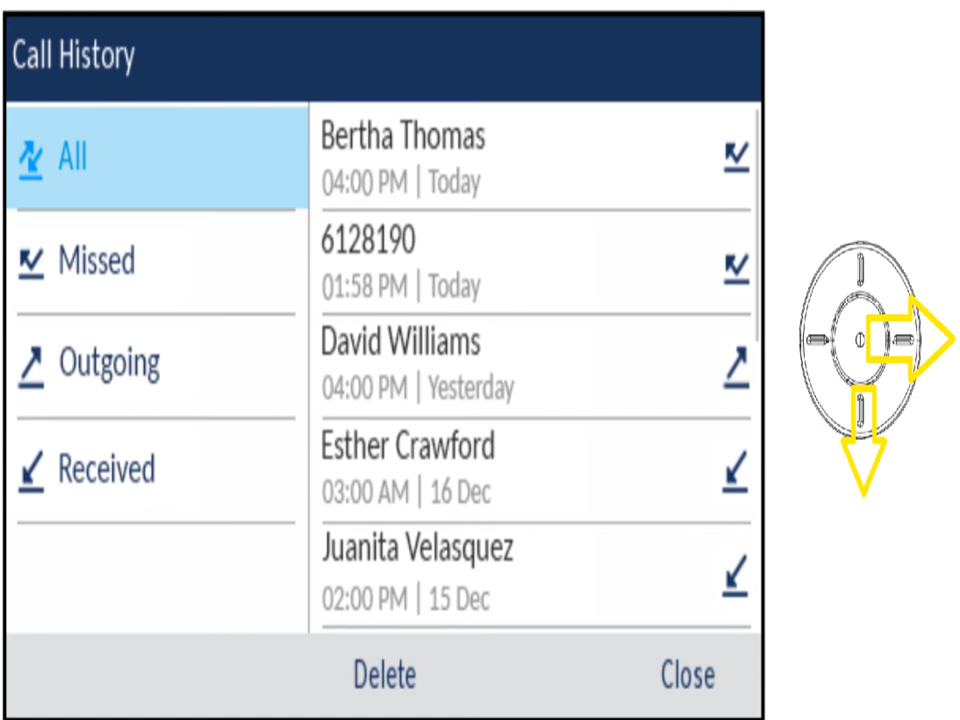 Call History
All
Missed
Outgoing
Received
Bertha Thomas
04:00 PM | Today
6128190
01:58 PM | Today
David Williams
04:00 PM | Yesterday
Esther Crawford
03:00 AM | 16 Dec
Juanita Velasquez
02:00 PM | 15 Dec
Delete
Close